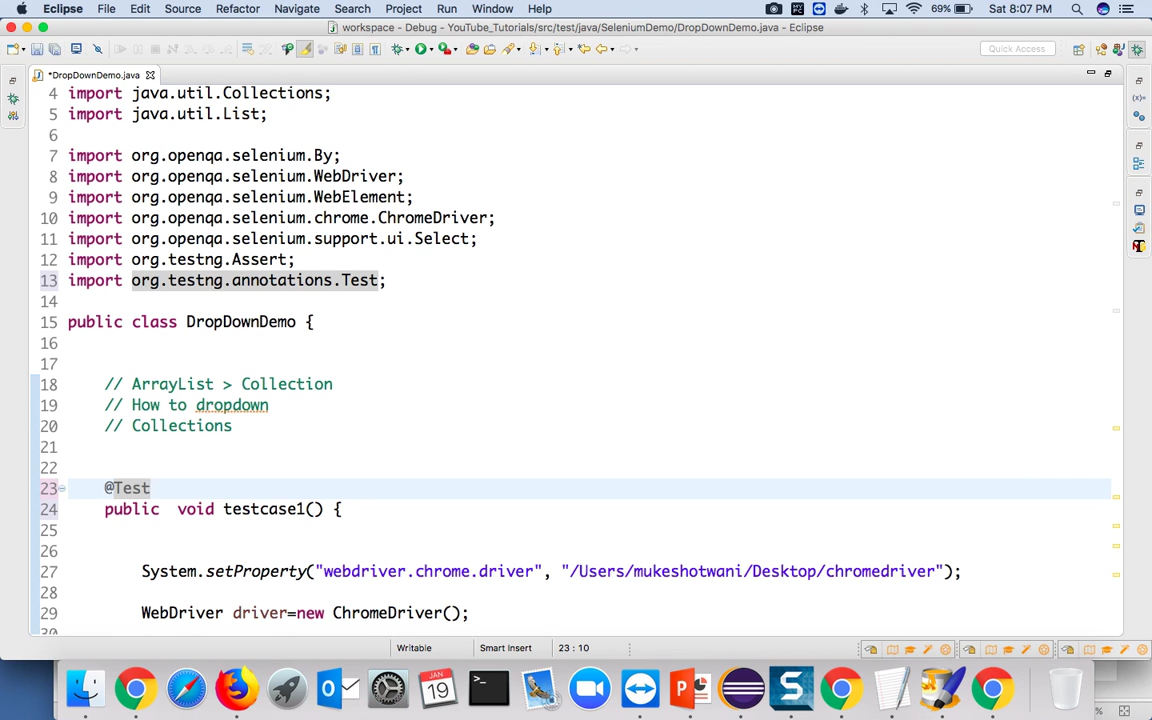 Eclipse File Edit Source Refactor Navigate Search Project Run Window Help 69% Sat 8:07 PM
workspace - Debug - YouTube_Tutorials/src/test/java/SeleniumDemo/DropDownDemo.java - Eclipse
Quick Access
*DropDownDemo.java
4 import java.util.Collections;
5 import java.util.List;
6
7 import org.openqa.selenium.By;
8 import org.openqa.selenium.WebDriver;
9 import org.openqa.selenium.WebElement;
10 import org.openqa.selenium.chrome.ChromeDriver;
11 import org.openqa.selenium.support.ui.Select;
12 import org.testng.Assert;
13 import org.testng.annotations.Test;
14
15 public class DropDownDemo {
16
17
18 // ArrayList > Collection
19 // How to dropdown
20 // Collections
21
22
23 @Test
24 public void testcase1() {
25
26
27 System.setProperty("webdriver.chrome.driver", "/Users/mukeshotwani/Desktop/chromedriver");
28
29 WebDriver driver=new ChromeDriver();
30
Writable Smart Insert 23 : 10
JAN
19